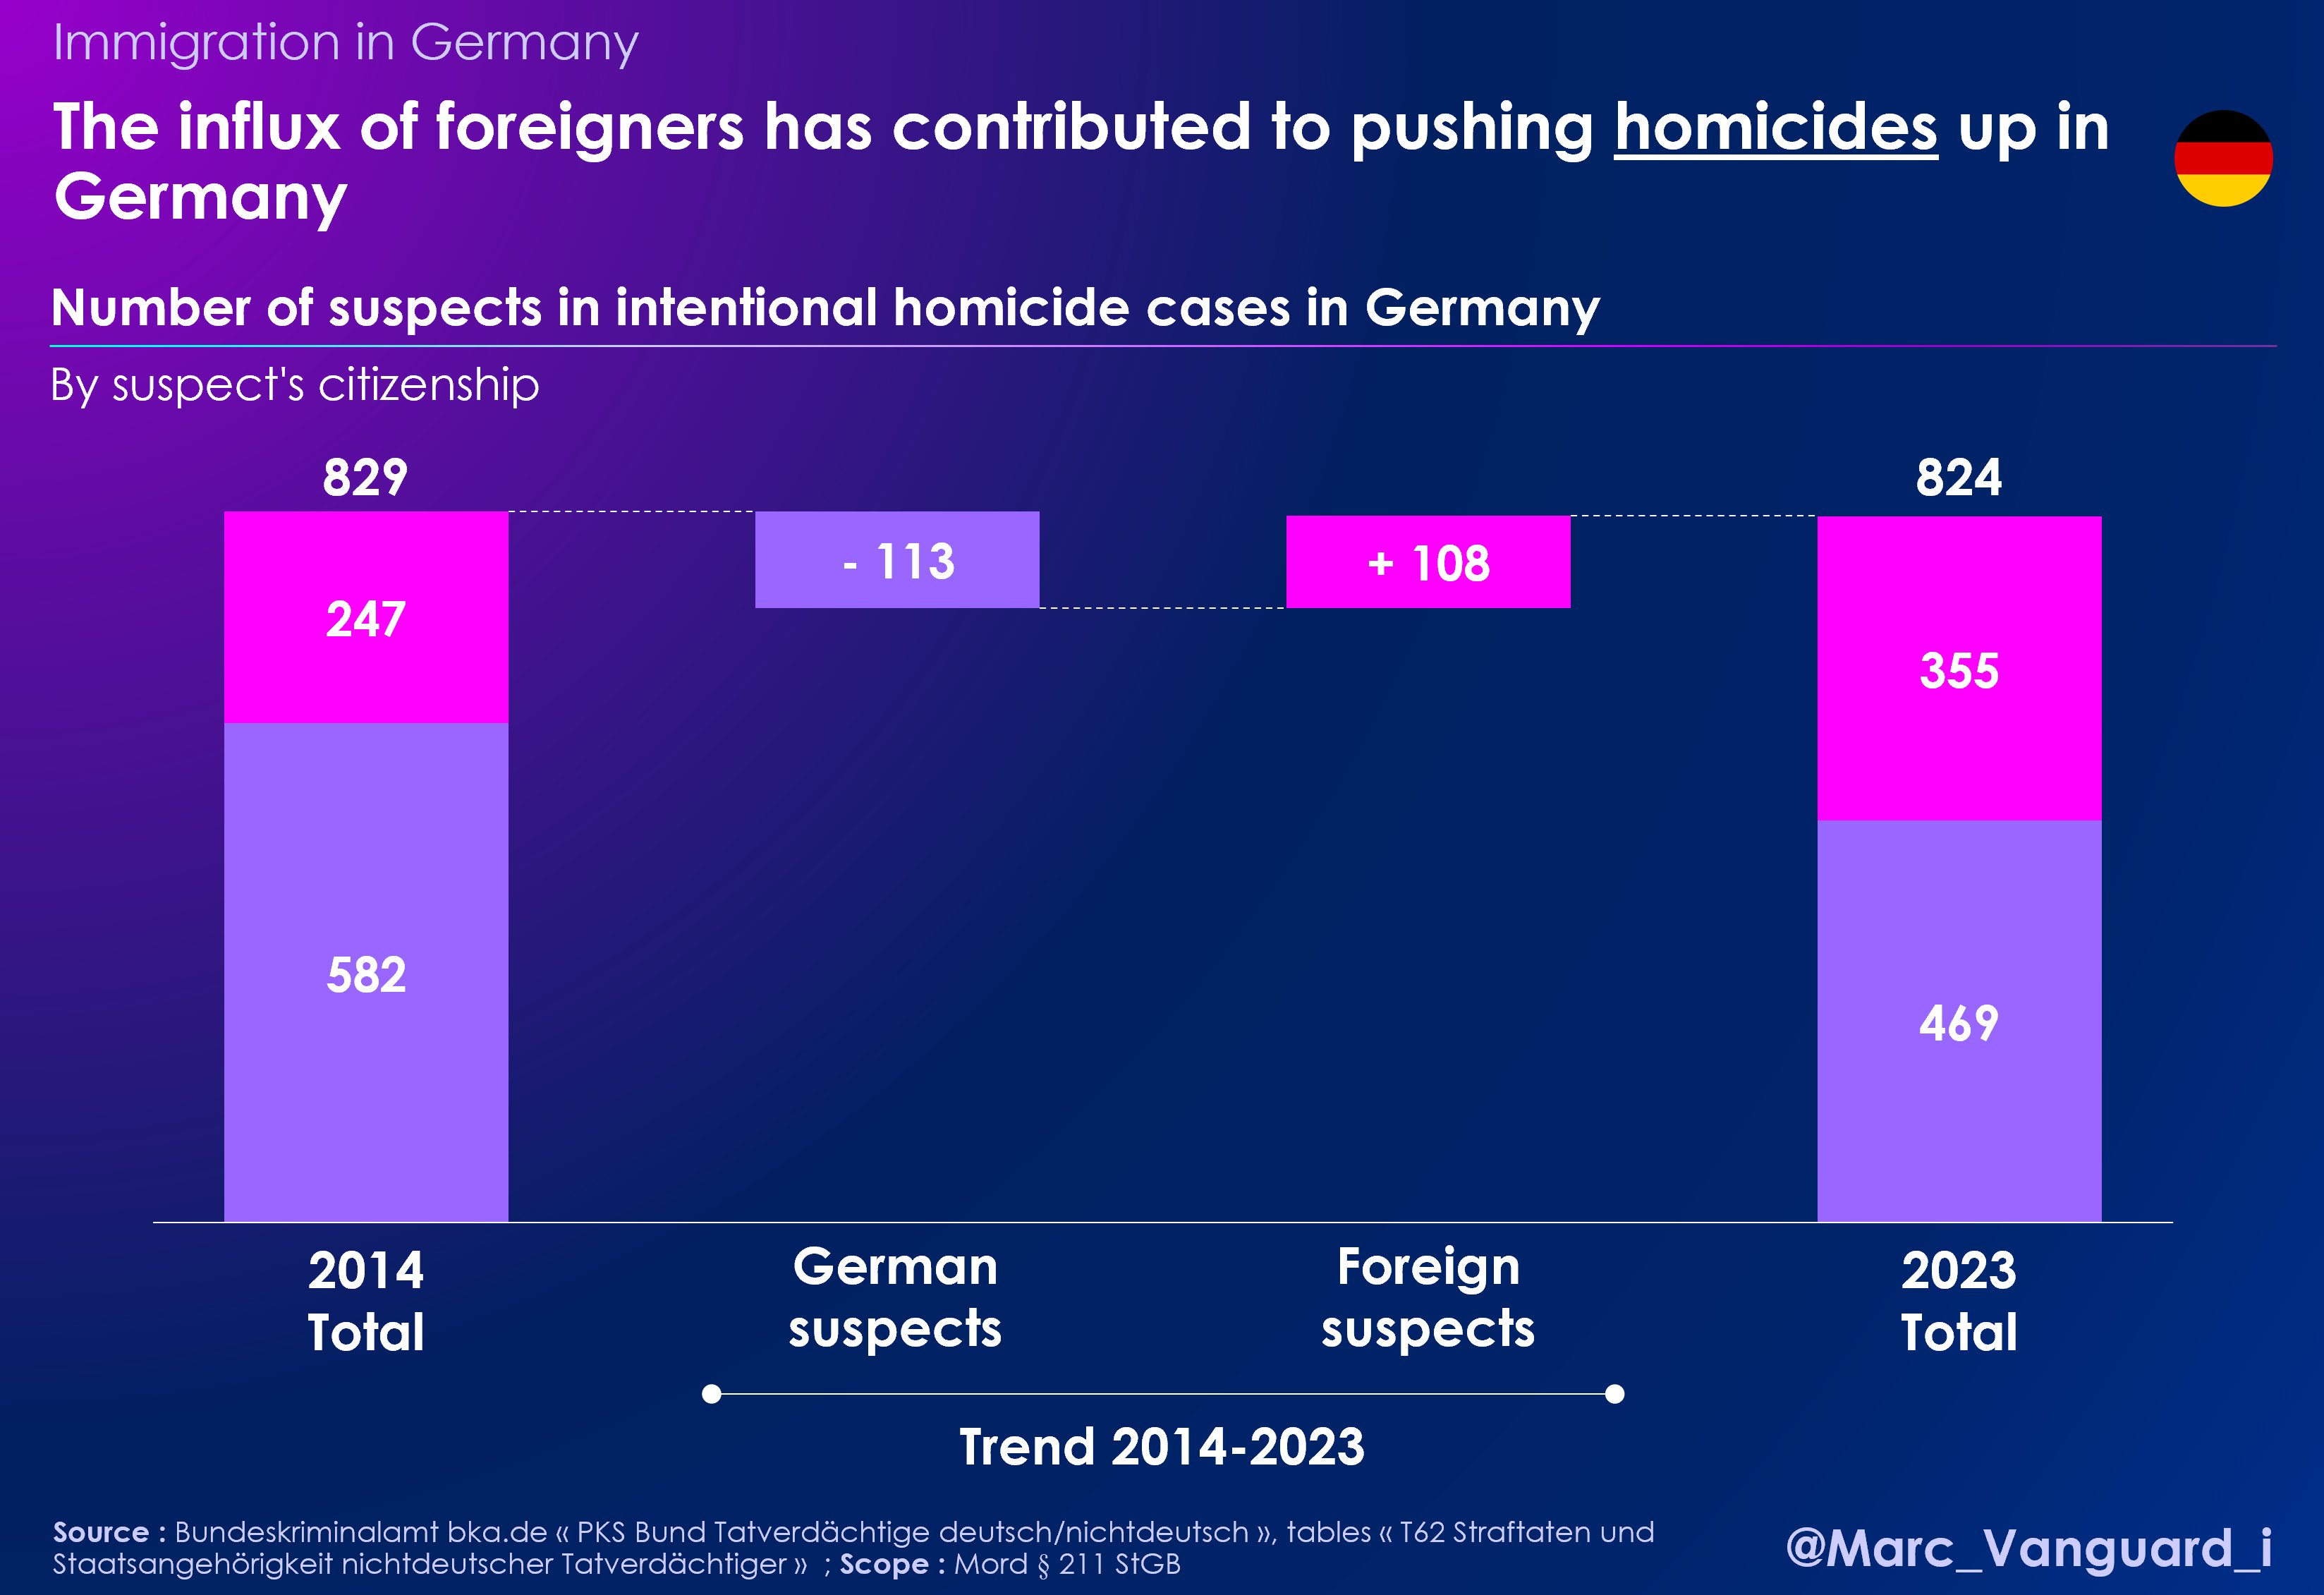 Immigration in Germany
The influx of foreigners has contributed to pushing homicides up in
Germany
Number of suspects in intentional homicide cases in Germany
By suspect's citizenship
829
824
- 113
+ 108
247
355
582
469
2014
Total
German
suspects
Foreign
suspects
2023
Total
Trend 2014-2023
Source : Bundeskriminalamt bka.de « PKS Bund Tatverdächtige deutsch/nichtdeutsch », tables « T62 Straftaten und
Staatsangehörigkeit nichtdeutscher Tatverdächtiger » ; Scope : Mord § 211 StGB
@Marc_Vanguard_i